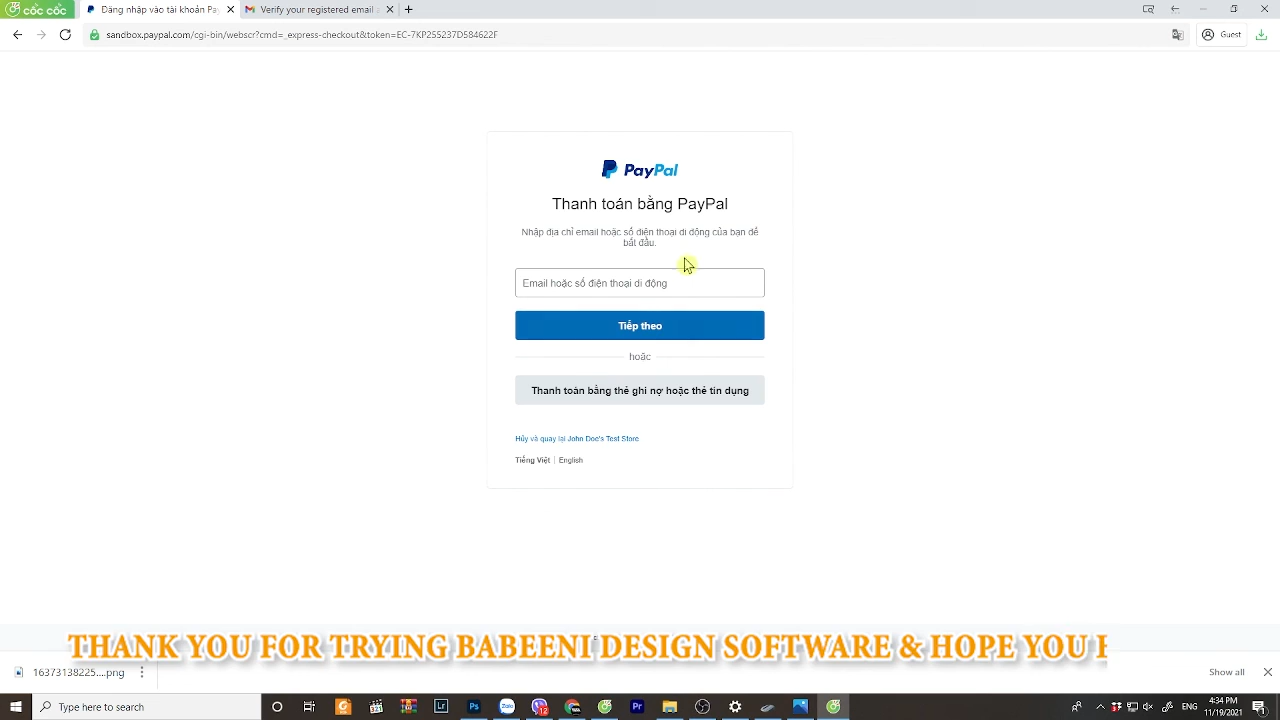 cốc cốc
Đăng nhập vào tài khoản Pay
Verify your registered email
sandbox.paypal.com/cgi-bin/webscr?cmd=_express-checkout&token=EC-7KP255237D584622F
Guest
PayPal
Thanh toán bằng PayPal
Nhập địa chỉ email hoặc số điện thoại di động của bạn để
bắt đầu.
Email hoặc số điện thoại di động
Tiếp theo
hoặc
Thanh toán bằng thẻ ghi nợ hoặc thẻ tín dụng
Hủy và quay lại John Doe's Test Store
Tiếng Việt | English
THANK YOU FOR TRYING BABEENI DESIGN SOFTWARE & HOPE YOU
16373138225....png
Show all
Type here to search
4:34 PM
11/19/2021